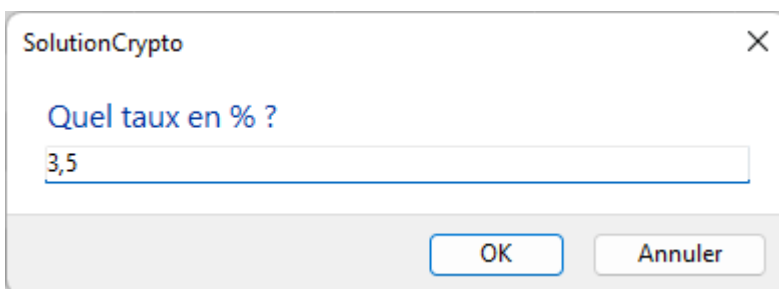 SolutionCrypto
Quel taux en % ?
3,5
OK Annuler